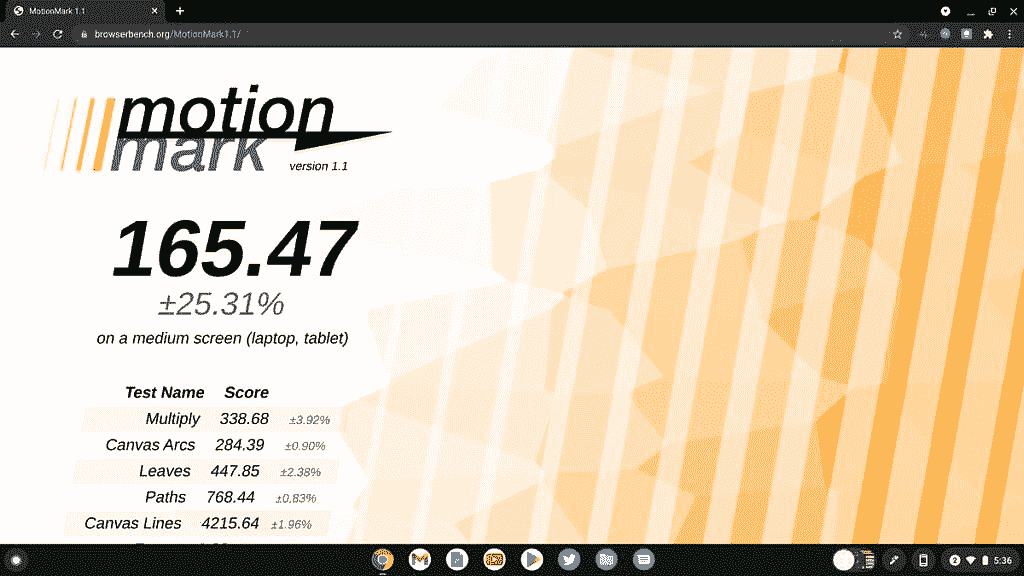 MotionMark 1.1
browserbench.org/MotionMark1.1/
motion
mark
version 1.1
165.47
±25.31%
on a medium screen (laptop, tablet)
Test Name Score
Multiply 338.68 ±3.92%
Canvas Arcs 284.39 ±0.90%
Leaves 447.85 ±2.38%
Paths 768.44 ±0.83%
Canvas Lines 4215.64 ±1.96%
2 5:36